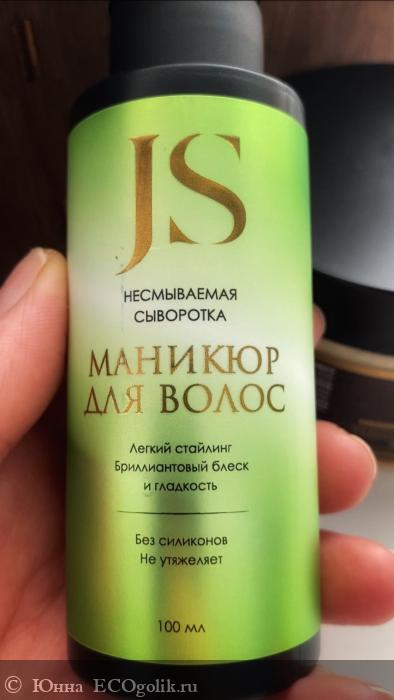 JS
НЕСМЫВАЕМАЯ
СЫВОРОТКА
МАНИКЮР
ДЛЯ ВОЛОС
Легкий стайлинг
Бриллиантовый блеск
и гладкость
Без силиконов
Не утяжеляет
100 мл
© Юнна ECOgolik.ru